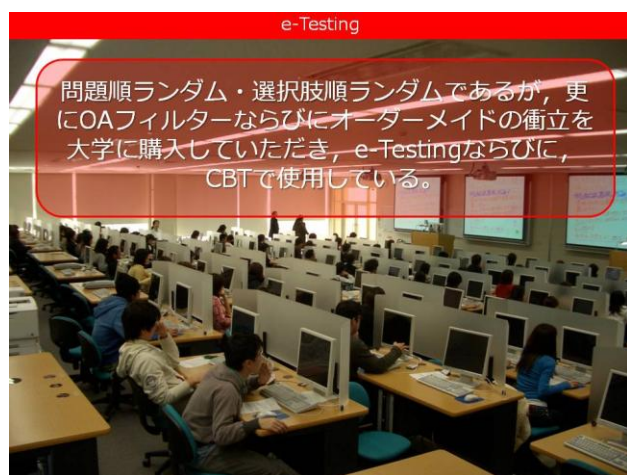 e-Testing
問題順ランダム・選択肢順ランダムであるが，更
にOAフィルターならびにオーダーメイドの衝立を
大学に購入していただき，e-Testingならびに，
CBTで使用している。